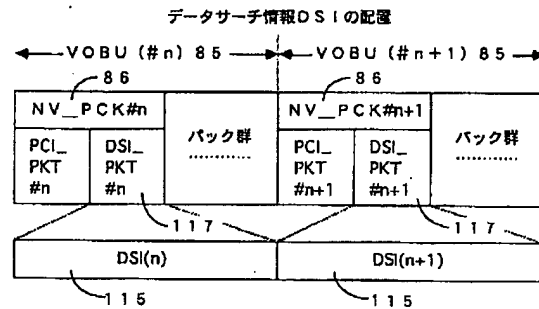 データサーチ情報DSIの配置
VOBU (#n) 85
VOBU (#n+1) 85
86
86
NV__PCK#n
パック群
............
NV__PCK#n+1
パック群
............
PCI_
PKT
#n
DSI_
PKT
#n
PCI_
PKT
#n+1
DSI_
PKT
#n+1
117
117
DSI(n)
DSI(n+1)
115
115